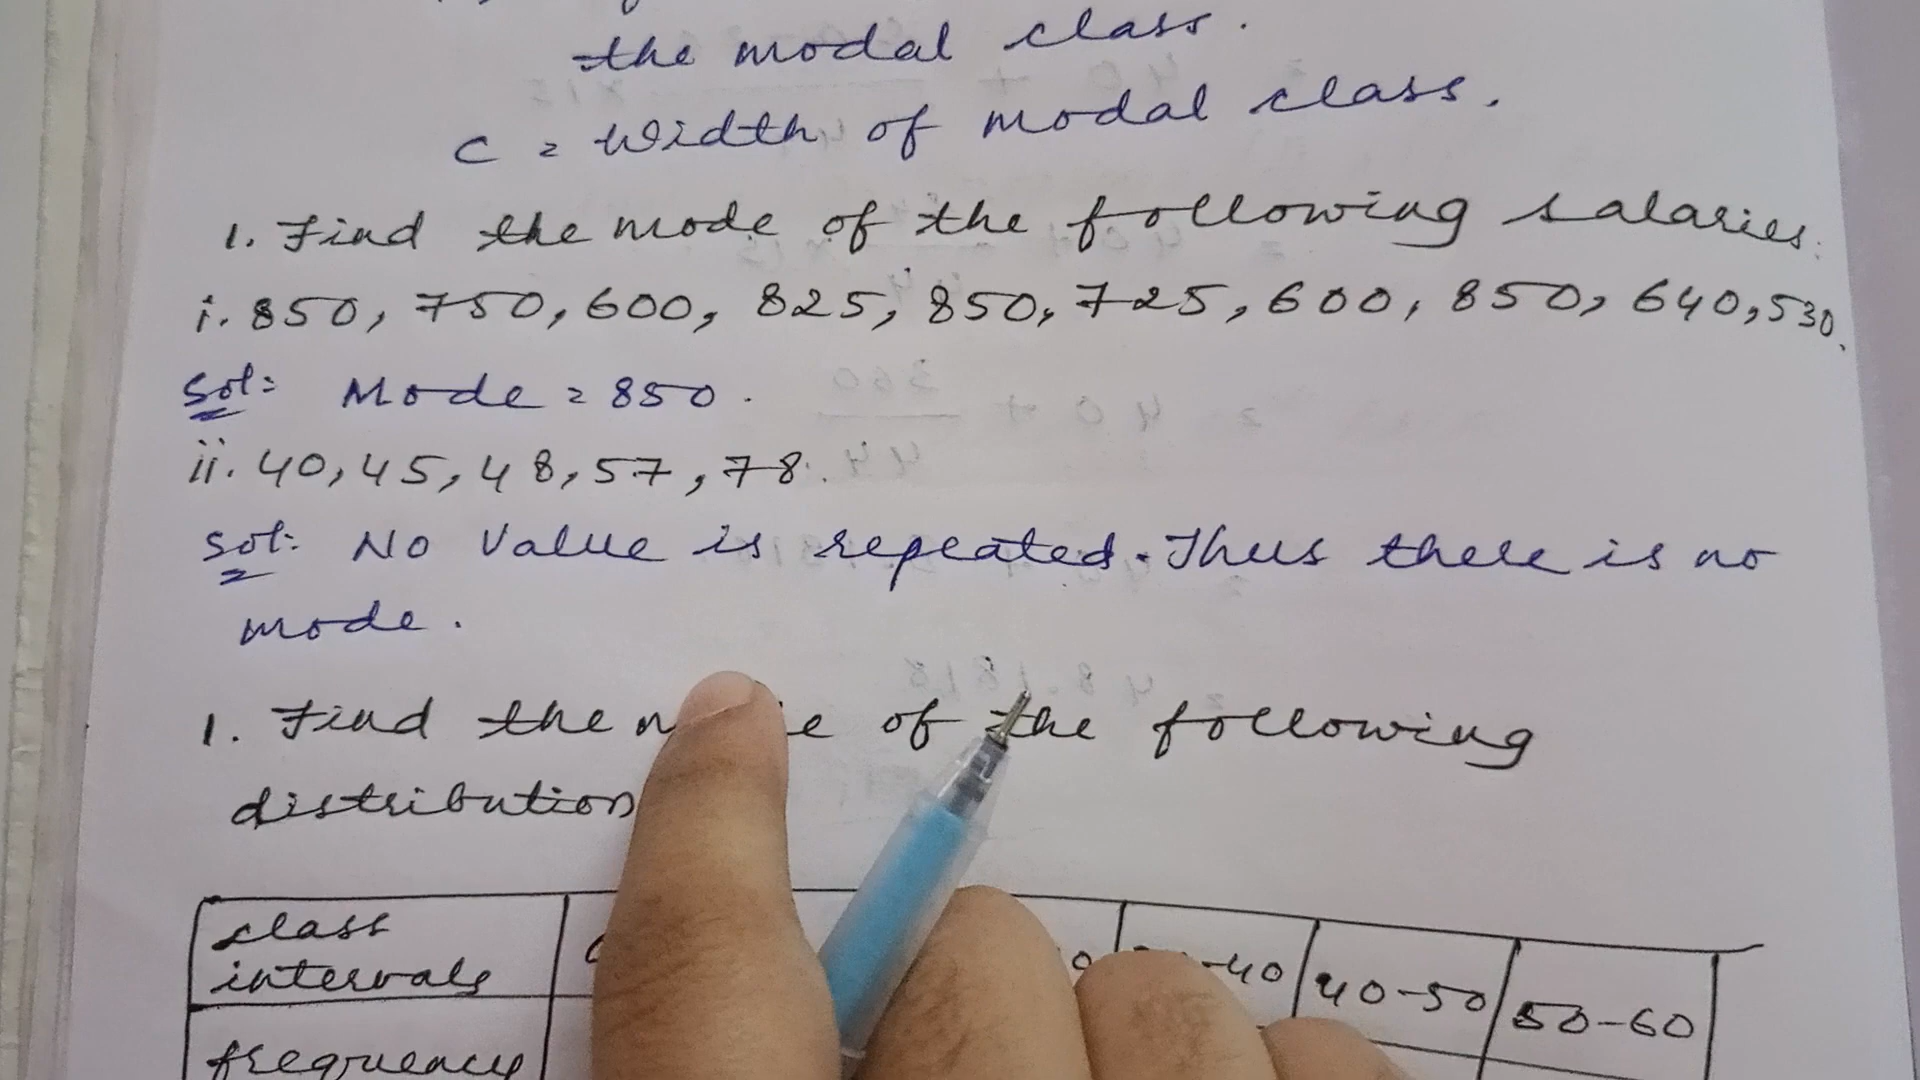 the modal class.
c = Width of modal class.
1. Find the mode of the following salaries.
i. 850, 750, 600, 825, 850, 725, 600, 850, 640, 530.
Sol: Mode = 850.
ii. 40, 45, 48, 57, 78.
Sol: No Value is repeated. Thus there is no
mode.
1. Find the of the following
distribution
class
intervals
-40 40-50 50-60
frequency